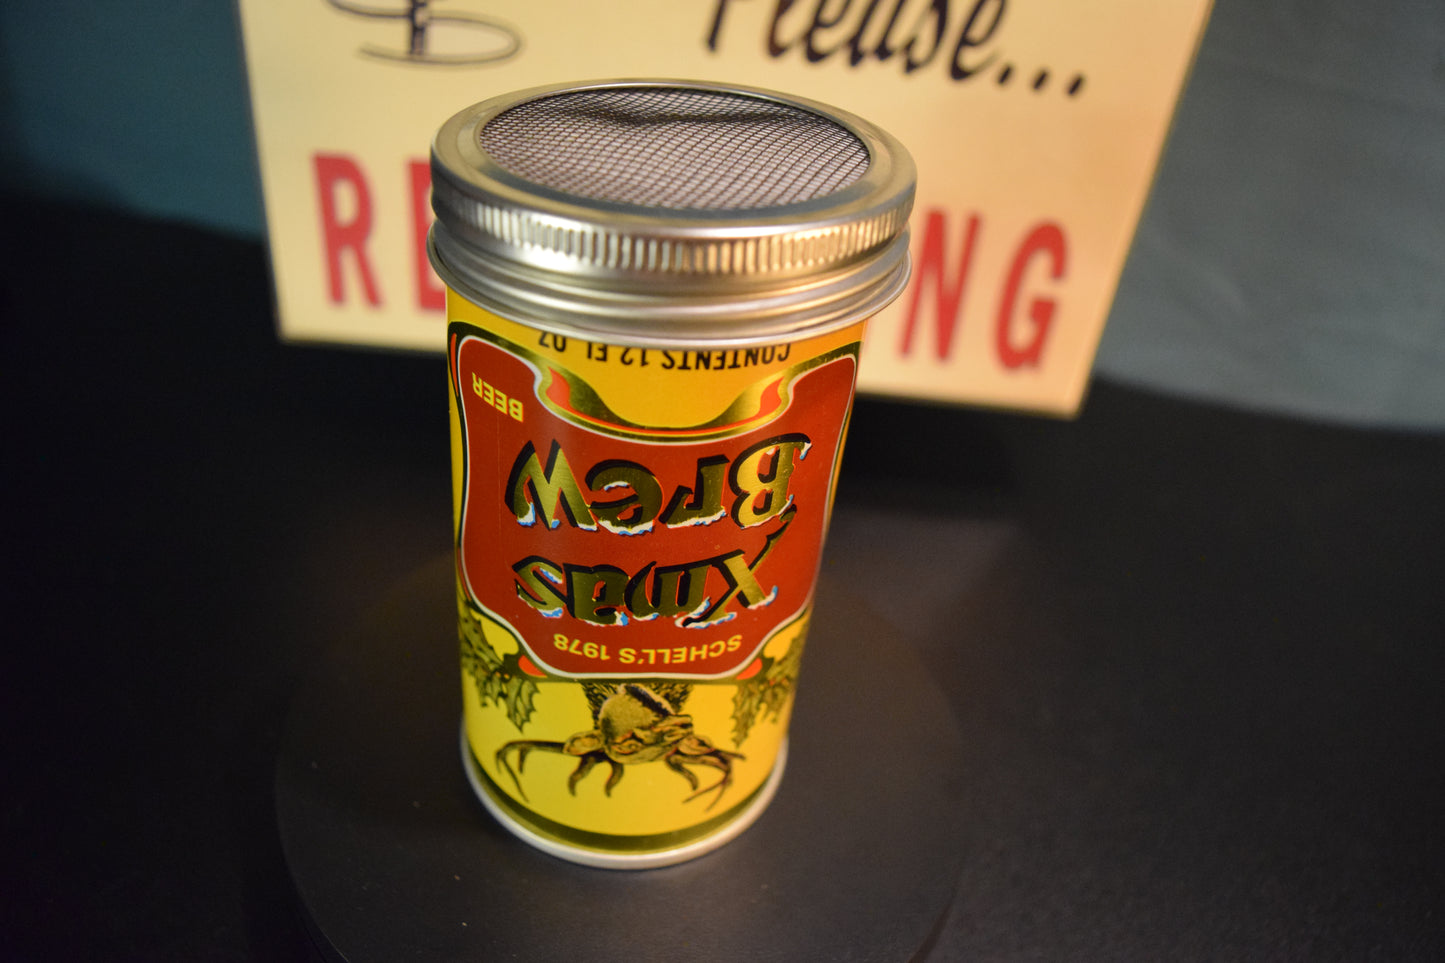 Please...
SCHELL'S 1978
Xmas
Brew
BEER
CONTENTS 12 FL. OZ.